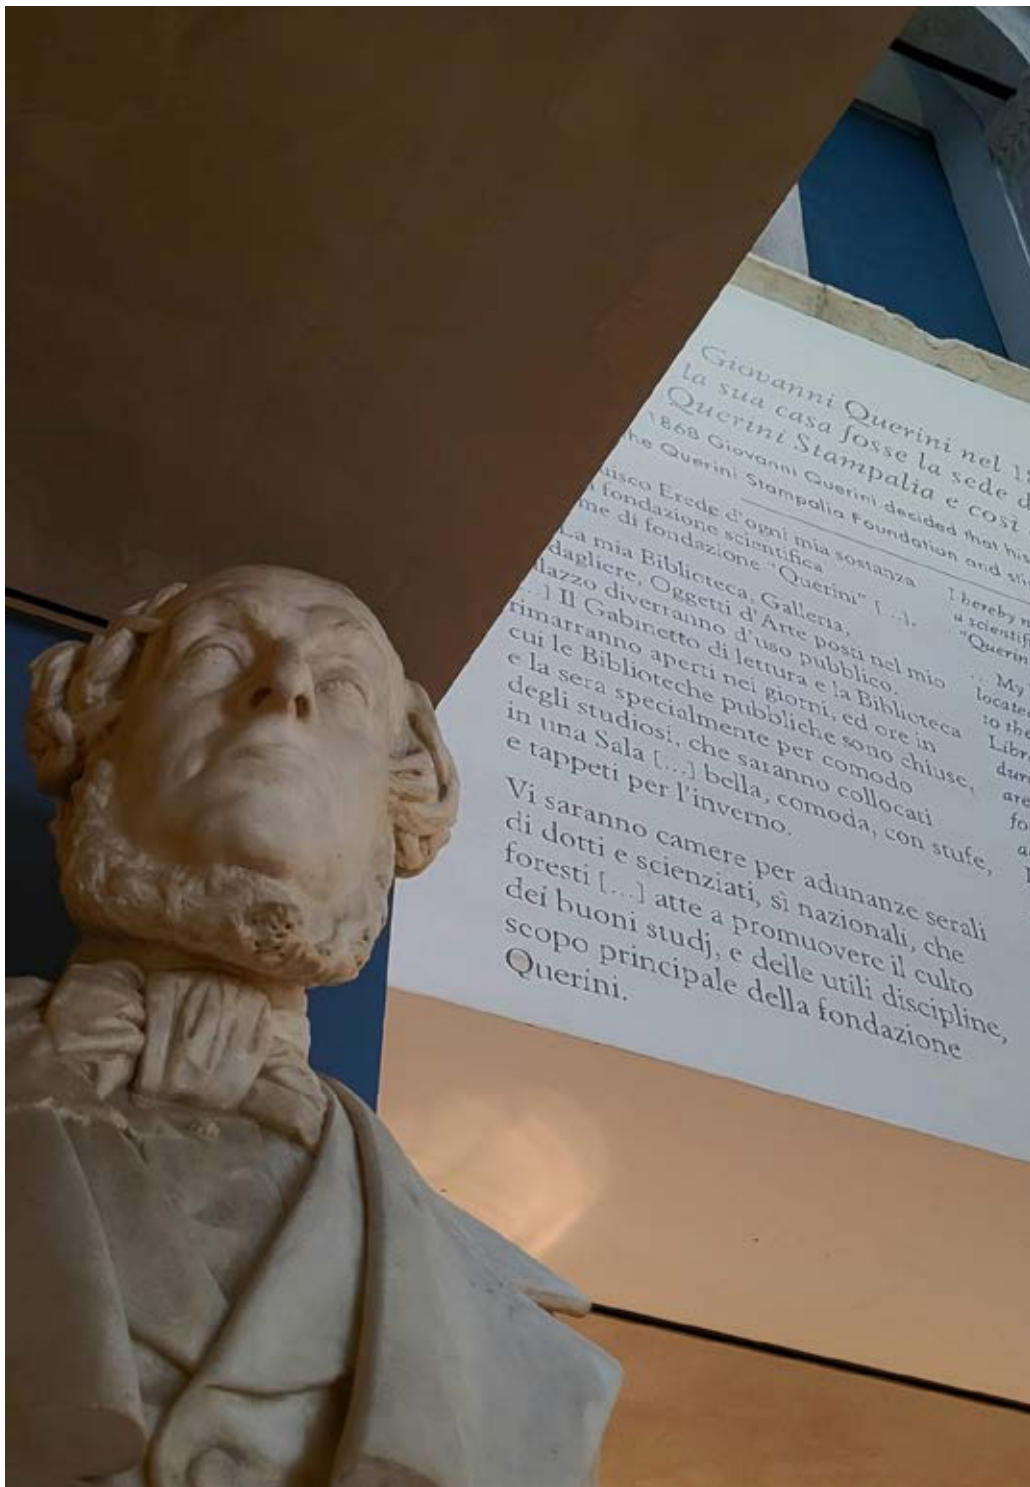 Giovanni Querini nel 18
la sua casa fosse la sede d
Querini Stampalia e così
1868 Giovanni Querini decided that his
the Querini Stampalia Foundation and sti
uisco Erede d'ogni mia sostanza
fondazione scientifica
me di fondazione "Querini" [...].
La mia Biblioteca, Galleria,
dagliere, Oggetti d'Arte posti nel mio
lazzo diverranno d'uso pubblico.
...] Il Gabinetto di lettura e la Biblioteca
rimarranno aperti nei giorni, ed ore in
cui le Biblioteche pubbliche sono chiuse,
e la sera specialmente per comodo
degli studiosi, che saranno collocati
in una Sala [...] bella, comoda, con stufe,
e tappeti per l'inverno.
Vi saranno camere per adunanze serali
di dotti e scienziati, sì nazionali, che
foresti [...] atte a promuovere il culto
dei buoni studj, e delle utili discipline,
scopo principale della fondazione
Querini.
I hereby
a scientif
"Querin
My
locate
to the
Libr
duri
are
fo
a